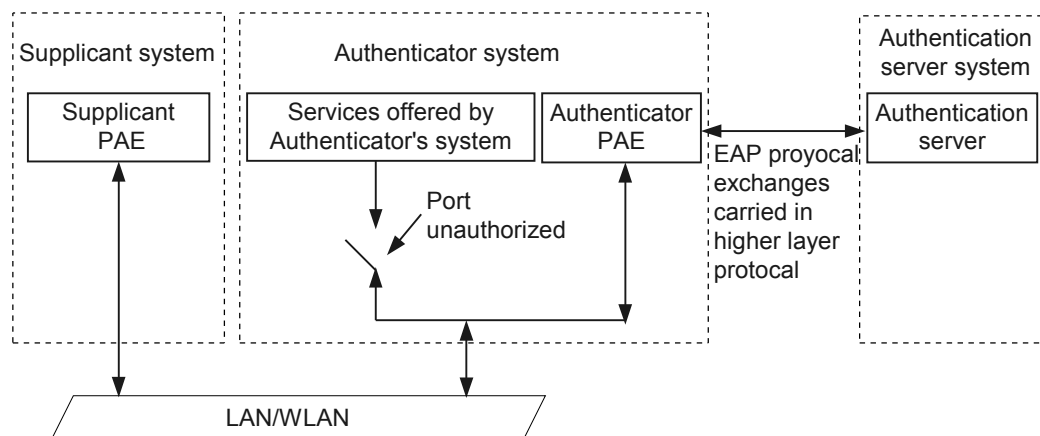 Supplicant system
Supplicant
PAE
Authenticator system
Services offered by
Authenticator's system
Authenticator
PAE
Port
unauthorized
EAP proyocal
exchanges
carried in
higher layer
protocal
Authentication
server system
Authentication
server
LAN/WLAN